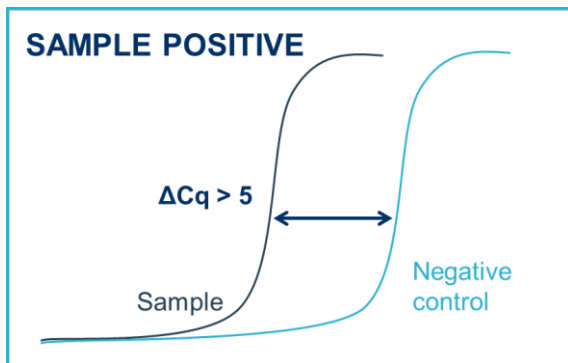 SAMPLE POSITIVE
ΔCq > 5
Sample
Negative
control